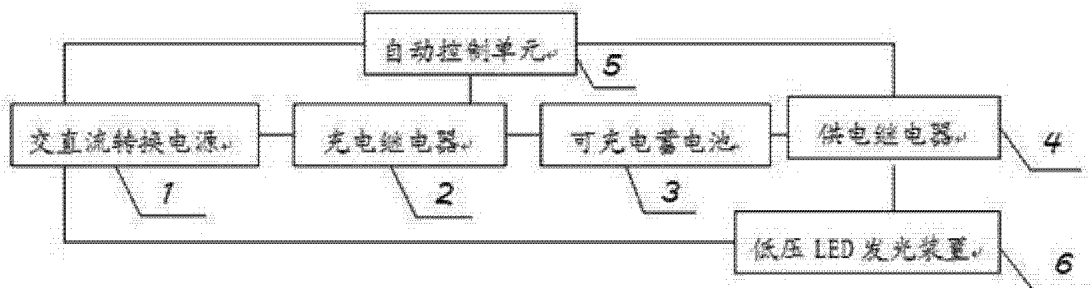 自动控制单元
5
交直流转换电源
充电继电器
可充电蓄电池
供电继电器
1
2
3
4
低压 LED 发光装置
6